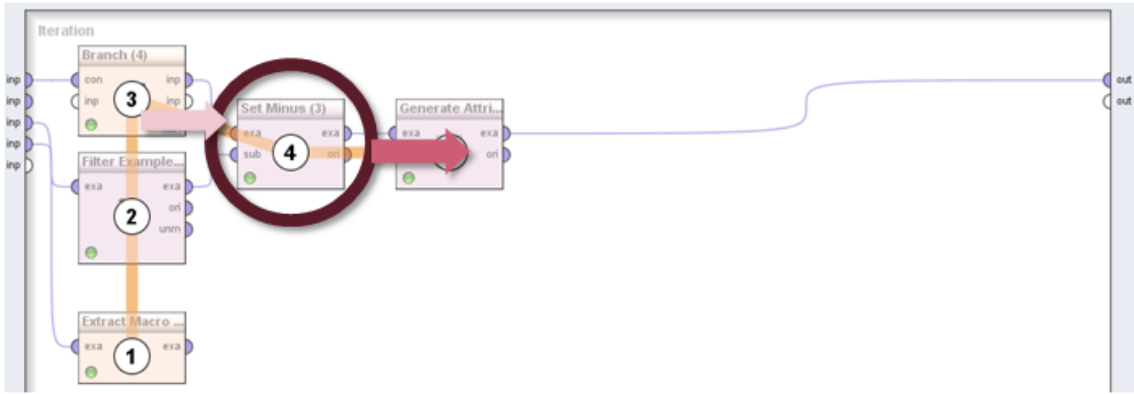 Iteration
Branch (4)
inp
con
inp
out
inp
inp
3
inp
out
inp
Set Minus (3)
Generate Attri...
exa
exa
exa
exa
inp
Filter Example...
sub
4
ori
ori
inp
exa
exa
2
ori
unm
Extract Macro ...
exa
1
exa